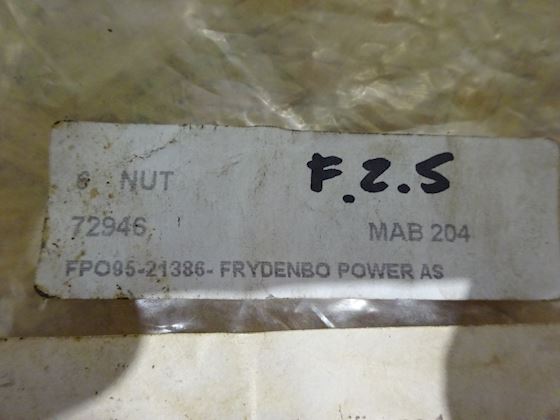 6 NUT F.2.5
72946 MAB 204
FPO95-21386- FRYDENBO POWER AS